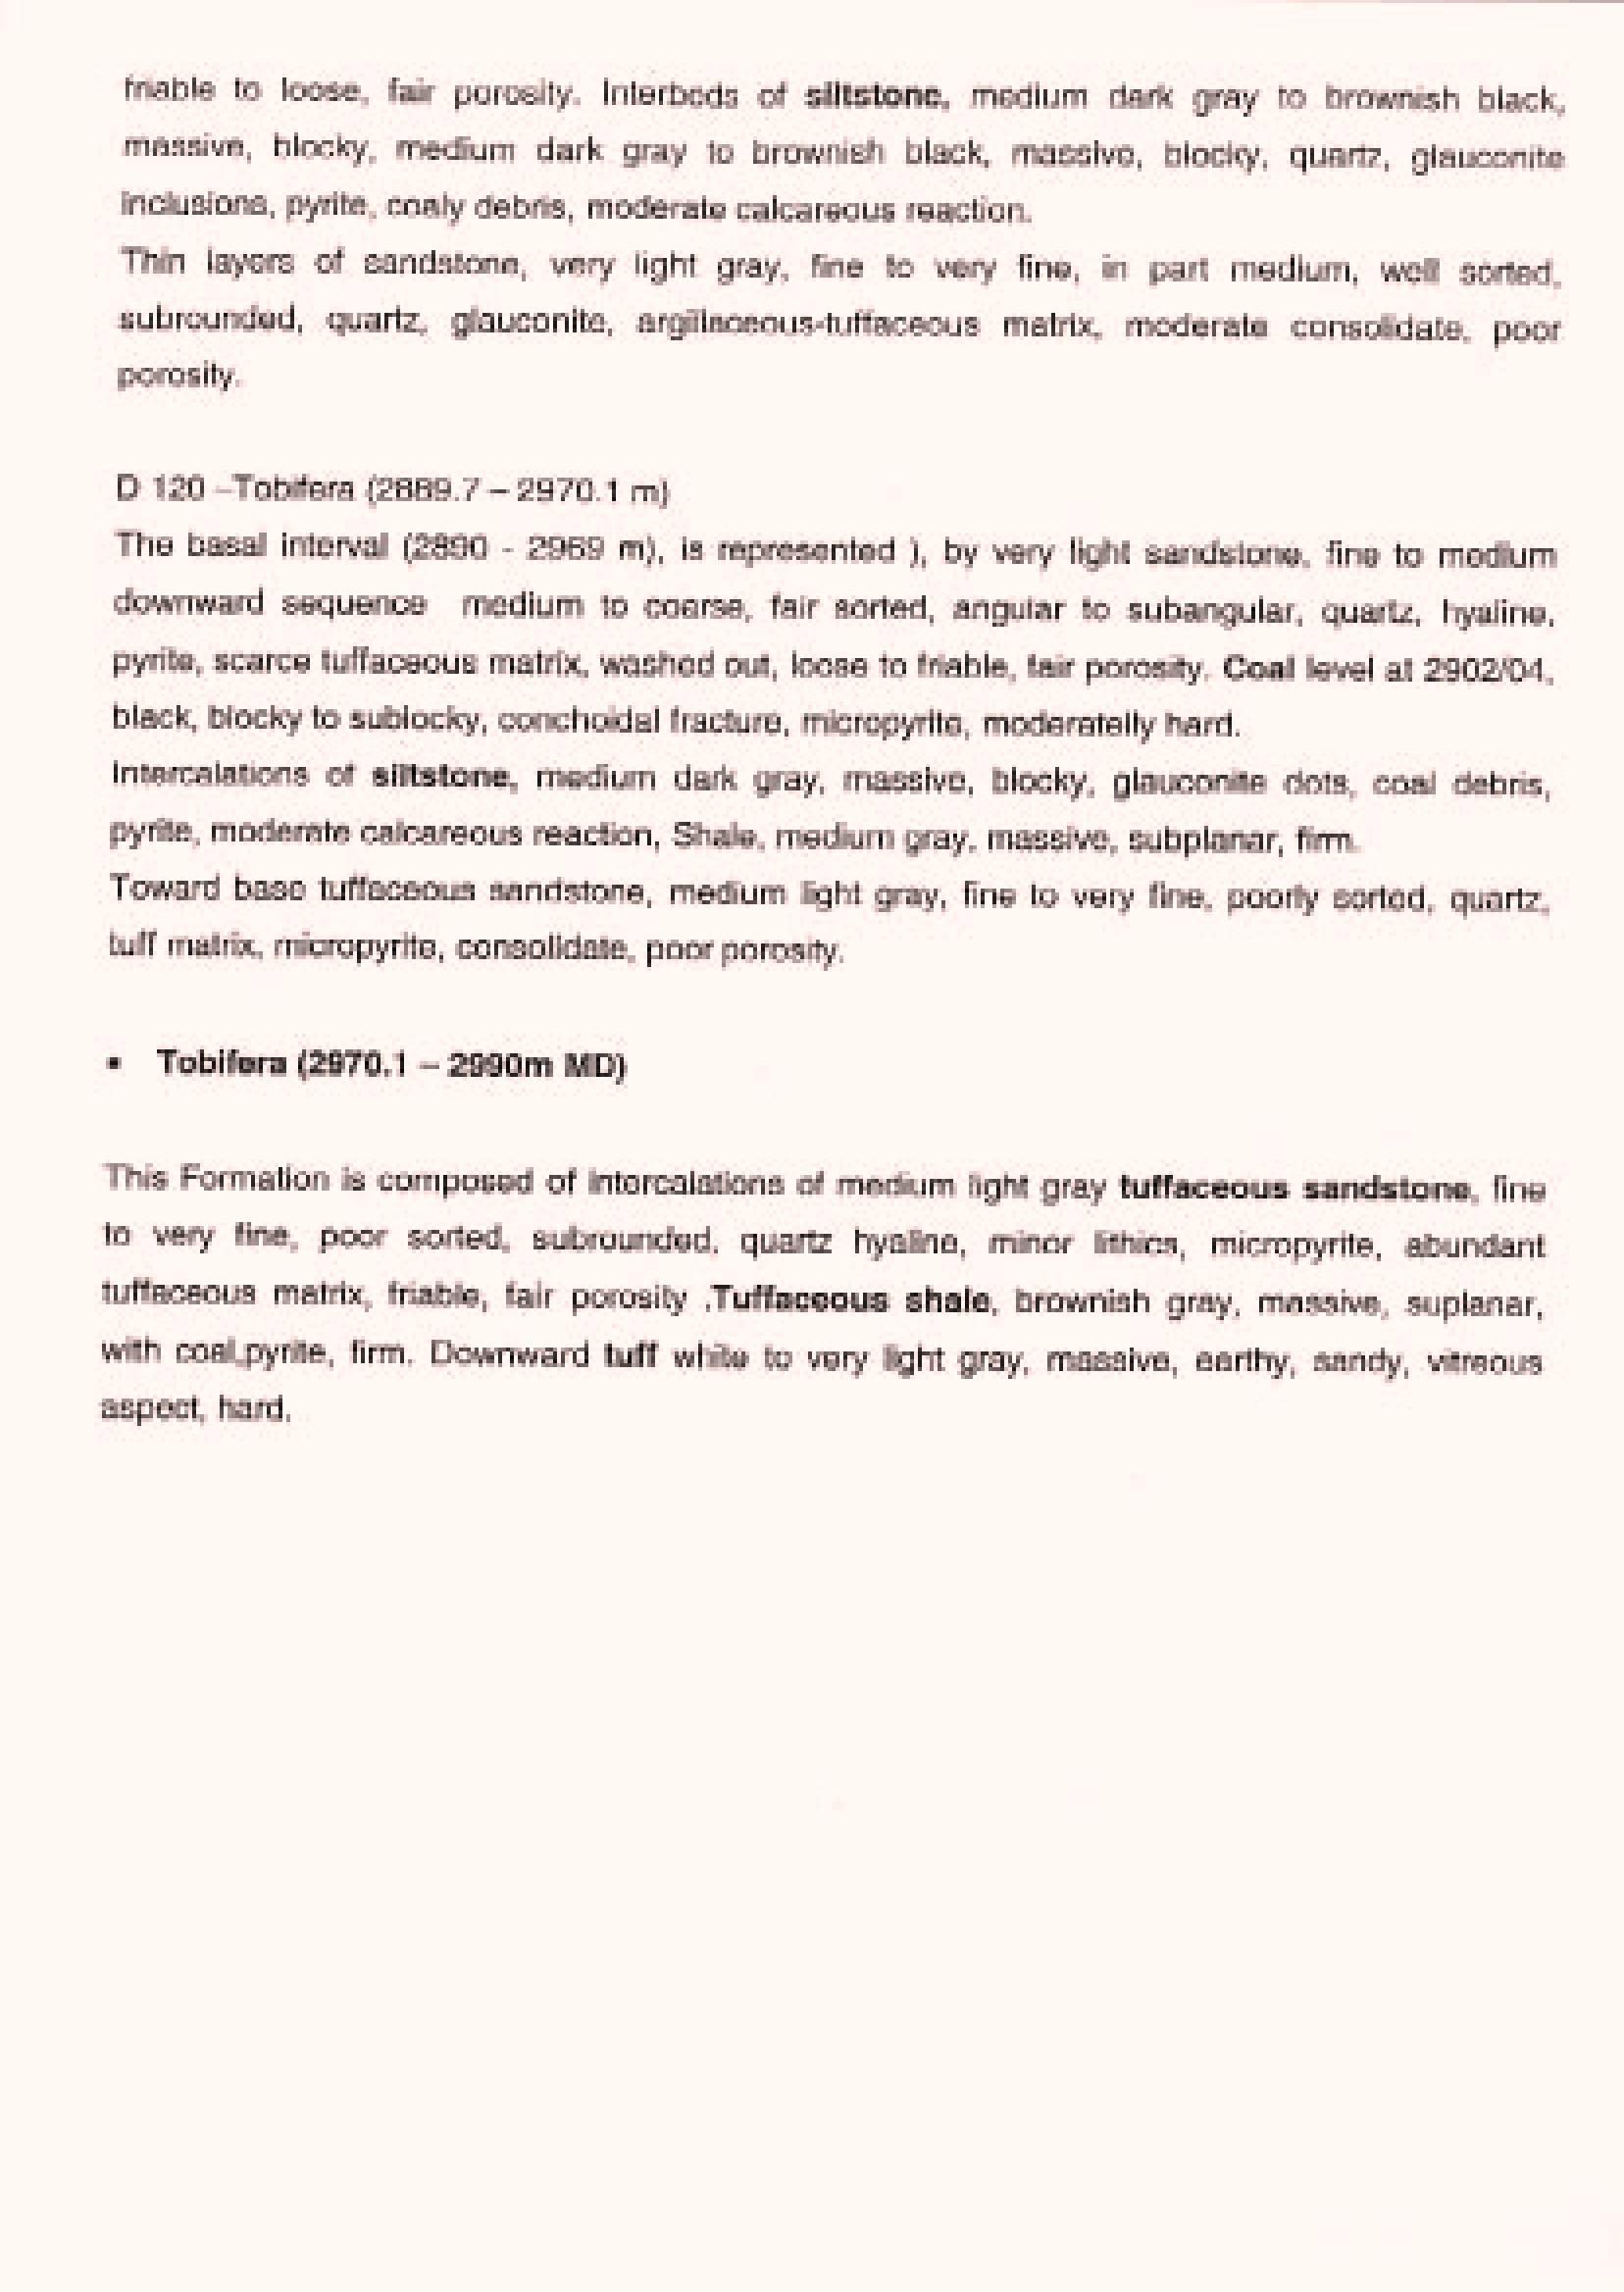 friable to loose, fair porosity. Interbeds of siltstone, medium dark gray to brownish black,
massive, blocky, medium dark gray to brownish black, massive, blocky, quartz, glauconite
inclusions, pyrite, coaly debris, moderate calcareous reaction.
Thin layers of sandstone, very light gray, fine to very fine, in part medium, well sorted,
subrounded, quartz, glauconite, argillaceous-tuffaceous matrix, moderate consolidate, poor
porosity.
D 120 –Tobifera (2889.7 – 2970.1 m)
The basal interval (2890 - 2969 m), is represented ), by very light sandstone, fine to medium
downward sequence medium to coarse, fair sorted, angular to subangular, quartz, hyaline,
pyrite, scarce tuffaceous matrix, washed out, loose to friable, fair porosity. Coal level at 2902/04,
black, blocky to sublocky, conchoidal fracture, micropyrite, moderatelly hard.
Intercalations of siltstone, medium dark gray, massive, blocky, glauconite dots, coal debris,
pyrite, moderate calcareous reaction, Shale, medium gray, massive, subplanar, firm.
Toward base tuffaceous sandstone, medium light gray, fine to very fine, poorly sorted, quartz,
tuff matrix, micropyrite, consolidate, poor porosity.
▪ Tobifera (2970.1 – 2990m MD)
This Formation is composed of intercalations of medium light gray tuffaceous sandstone, fine
to very fine, poor sorted, subrounded, quartz hyaline, minor lithics, micropyrite, abundant
tuffaceous matrix, friable, fair porosity .Tuffaceous shale, brownish gray, massive, suplanar,
with coal,pyrite, firm. Downward tuff white to very light gray, massive, earthy, sandy, vitreous
aspect, hard.